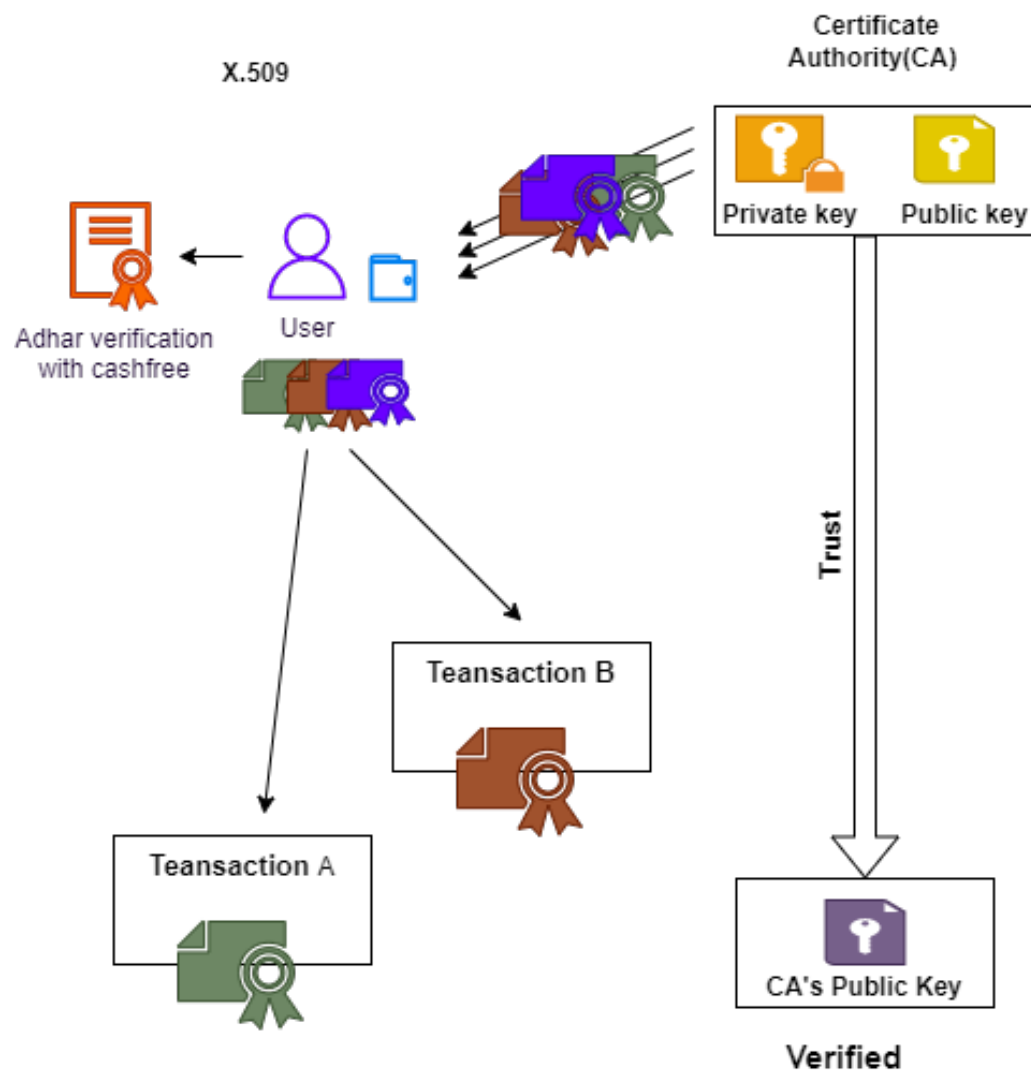 Certificate
Authority(CA)
X.509
Private key
Public key
User
Adhar verification
with cashfree
Trust
Teansaction B
Teansaction A
CA's Public Key
Verified